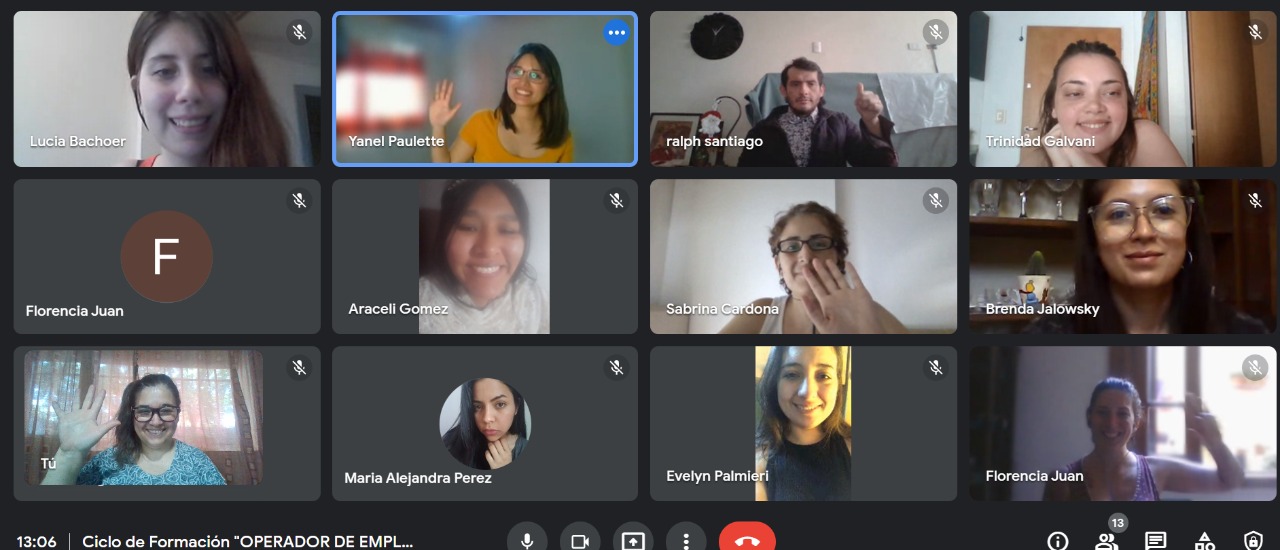 Lucia Bachoer
Yanel Paulette
ralph santiago
Trinidad Galvani
F
Florencia Juan
Araceli Gomez
Sabrina Cardona
Brenda Jalowsky
Tú
Maria Alejandra Perez
Evelyn Palmieri
Florencia Juan
13
13:06 | Ciclo de Formación "OPERADOR DE EMPL...